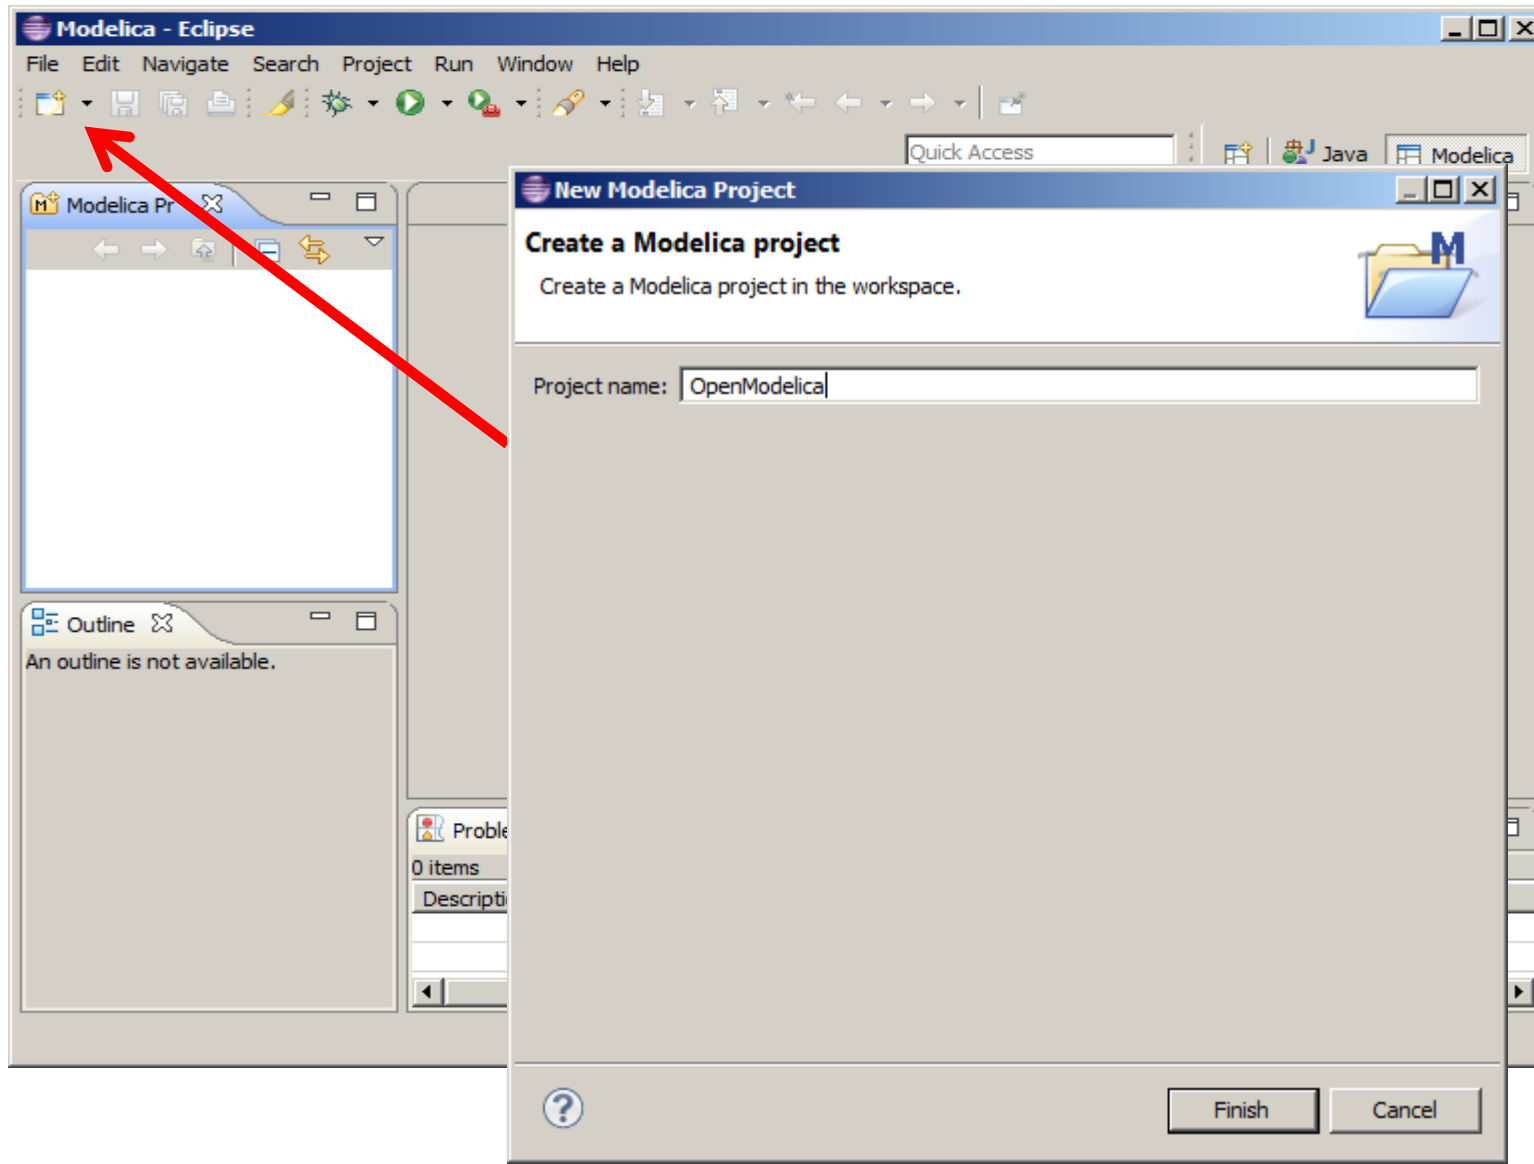 Modelica - Eclipse
File Edit Navigate Search Project Run Window Help
Quick Access
Java
Modelica
Modelica Pr
New Modelica Project
Create a Modelica project
Create a Modelica project in the workspace.
M
Project name: OpenModelica
Outline
An outline is not available.
Proble
0 items
Descripti
?
Finish
Cancel